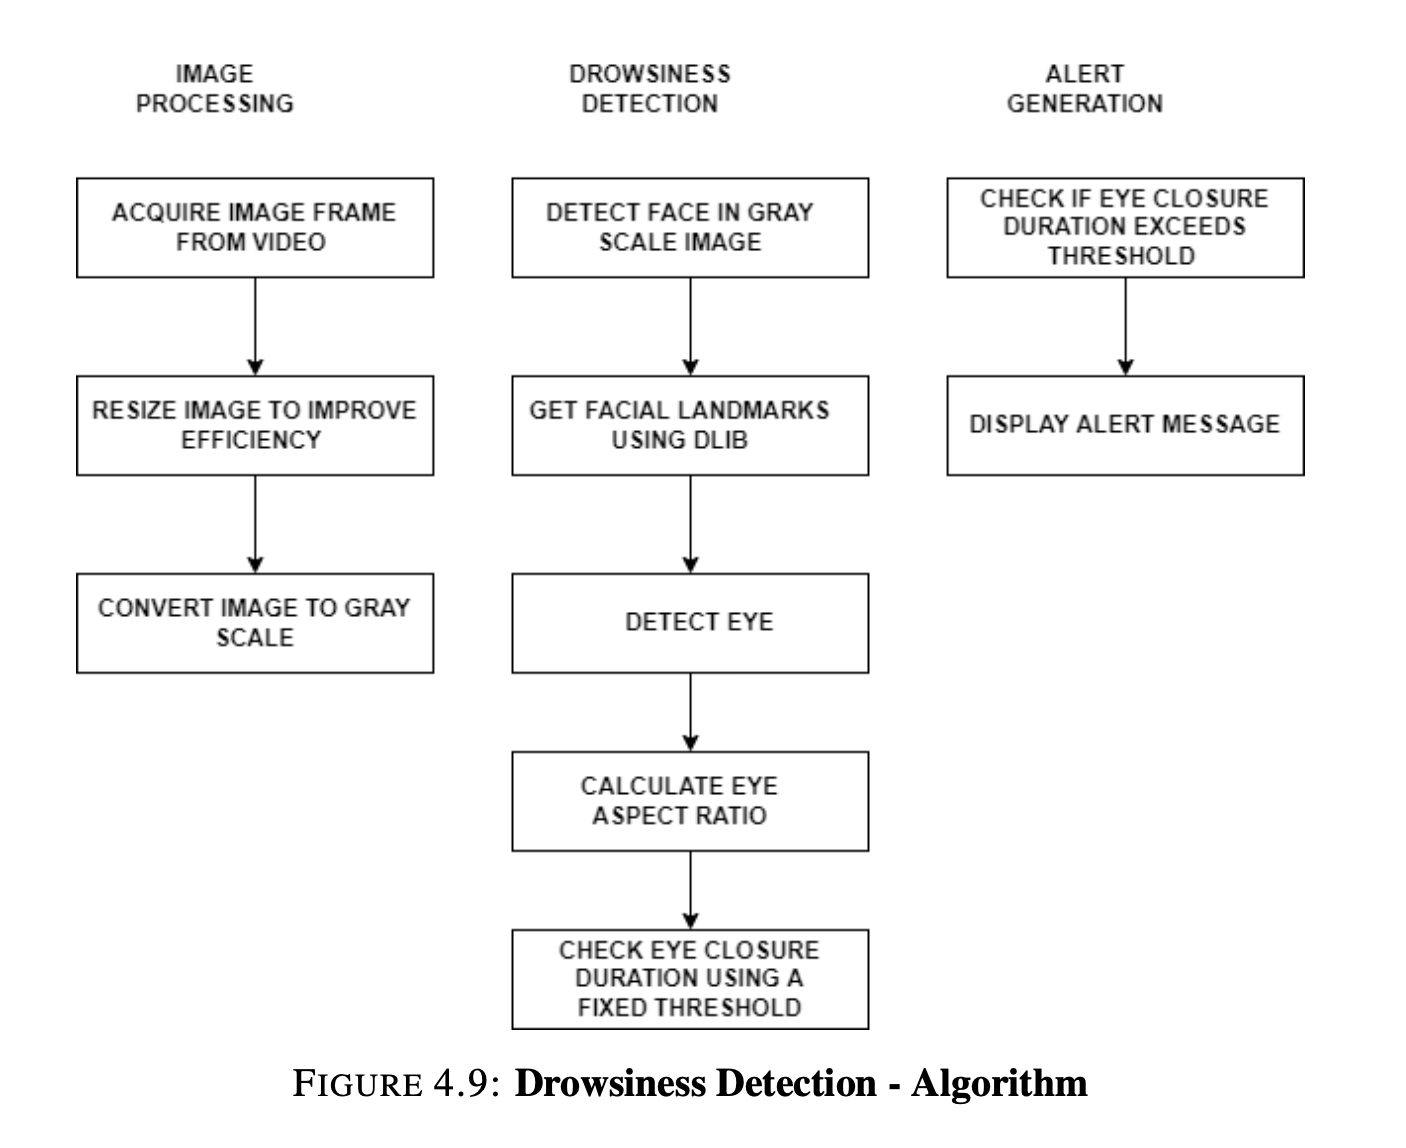 IMAGE
PROCESSING
ACQUIRE IMAGE FRAME
FROM VIDEO
RESIZE IMAGE TO IMPROVE
EFFICIENCY
CONVERT IMAGE TO GRAY
SCALE
DROWSINESS
DETECTION
DETECT FACE IN GRAY
SCALE IMAGE
GET FACIAL LANDMARKS
USING DLIB
DETECT EYE
CALCULATE EYE
ASPECT RATIO
CHECK EYE CLOSURE
DURATION USING A
FIXED THRESHOLD
ALERT
GENERATION
CHECK IF EYE CLOSURE
DURATION EXCEEDS
THRESHOLD
DISPLAY ALERT MESSAGE
FIGURE 4.9: Drowsiness Detection - Algorithm